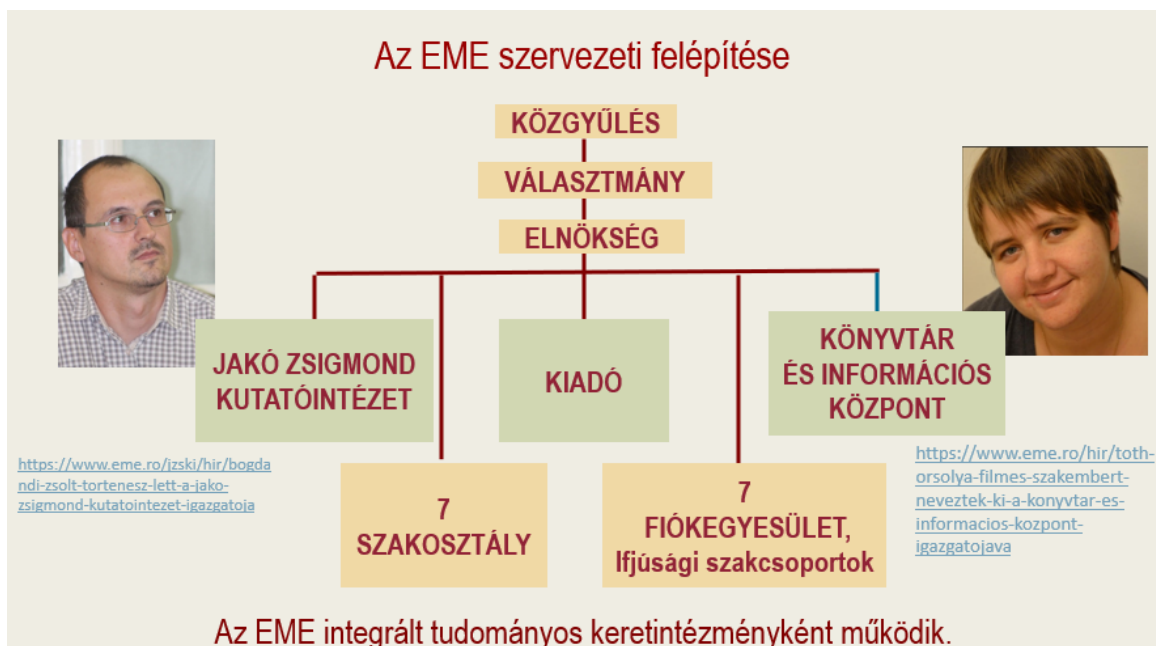 Az EME szervezeti felépítése
KÖZGYŰLÉS
VÁLASZTMÁNY
ELNÖKSÉG
JAKÓ ZSIGMOND
KUTATÓINTÉZET
KIADÓ
KÖNYVTÁR
ÉS INFORMÁCIÓS
KÖZPONT
https://www.eme.ro/jzski/hir/bogda
ndi-zsolt-tortenesz-lett-a-jako-
zsigmond-kutatointezet-igazgatoja
7
SZAKOSZTÁLY
7
FIÓKEGYESÜLET,
Ifjúsági szakcsoportok
https://www.eme.ro/hir/toth-
orsolya-filmes-szakembert-
neveztek-ki-a-konyvtar-es-
informacios-kozpont-
igazgatojava
Az EME integrált tudományos keretintézményként működik.